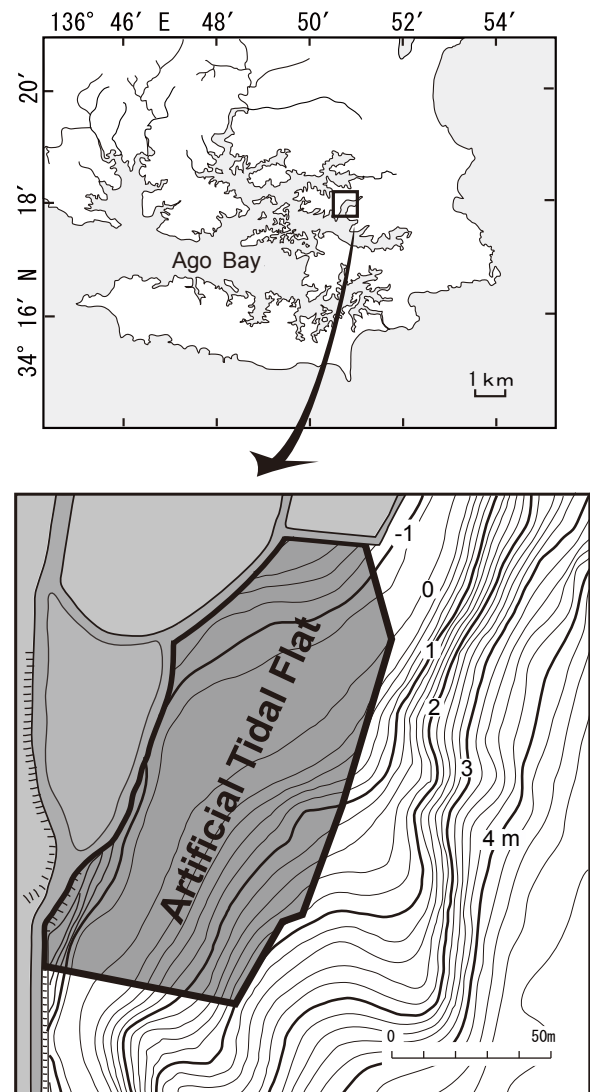 136° 46′ E 48′ 50′ 52′ 54′
20′
18′
34° 16′ N
Ago Bay
1 km
-1
0
1
2
3
4 m
Artificial Tidal Flat
0 50m